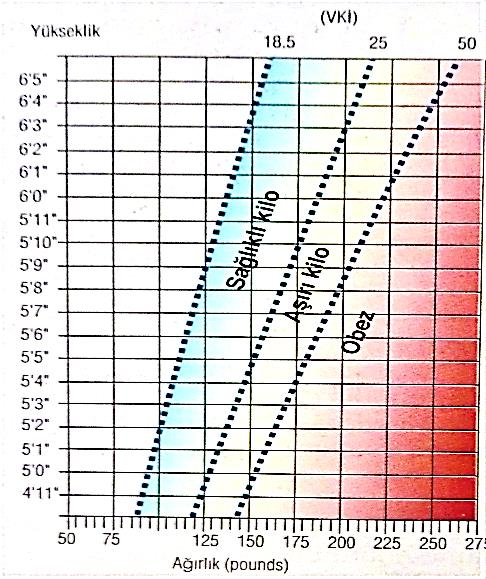 (VKİ)
Yükseklik
18.5 25 50
6'5"
6'4"
6'3"
6'2"
6'1"
6'0"
5'11"
5'10"
5'9"
5'8"
5'7"
5'6"
5'5"
5'4"
5'3"
5'2"
5'1"
5'0"
4'11"
Sağlıklı kilo
Aşırı kilo
Obez
50 75 125 150 175 200 225 250 275
Ağırlık (pounds)